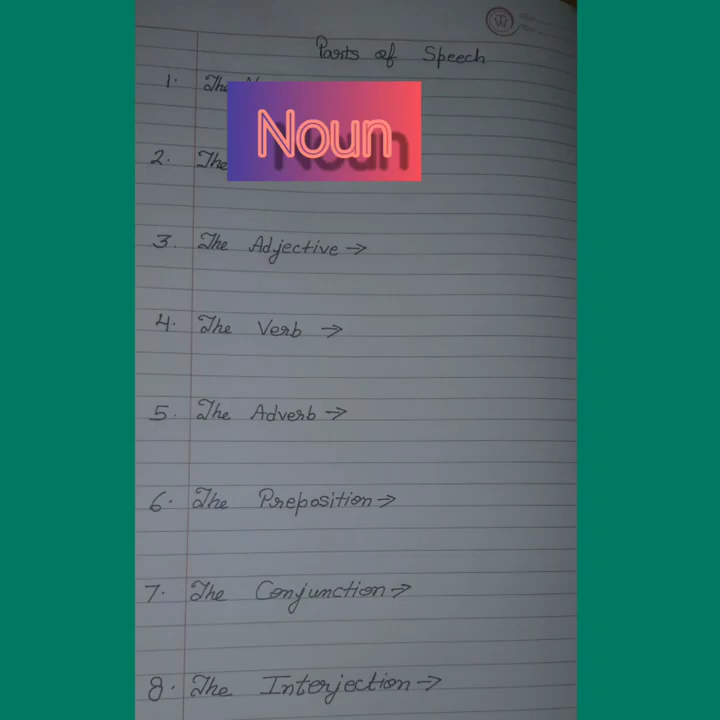 Parts of Speech
1. The
Noun
2. The
3. The Adjective →
4. The Verb →
5. The Adverb →
6. The Preposition →
7. The Conjunction →
8. The Interjection →